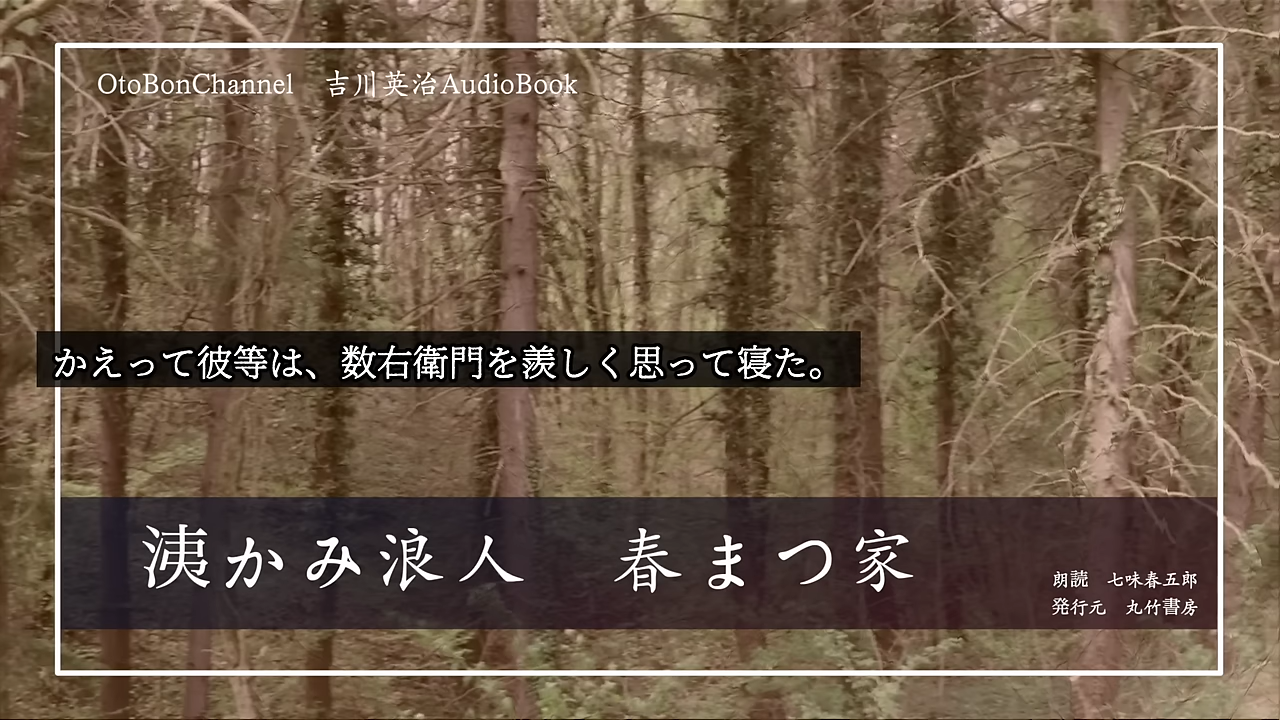 OtoBonChannel　吉川英治AudioBook
かえって彼等は、数右衛門を羨しく思って寝た。
洟かみ浪人　春まつ家
朗読　七味春五郎
発行元　丸竹書房